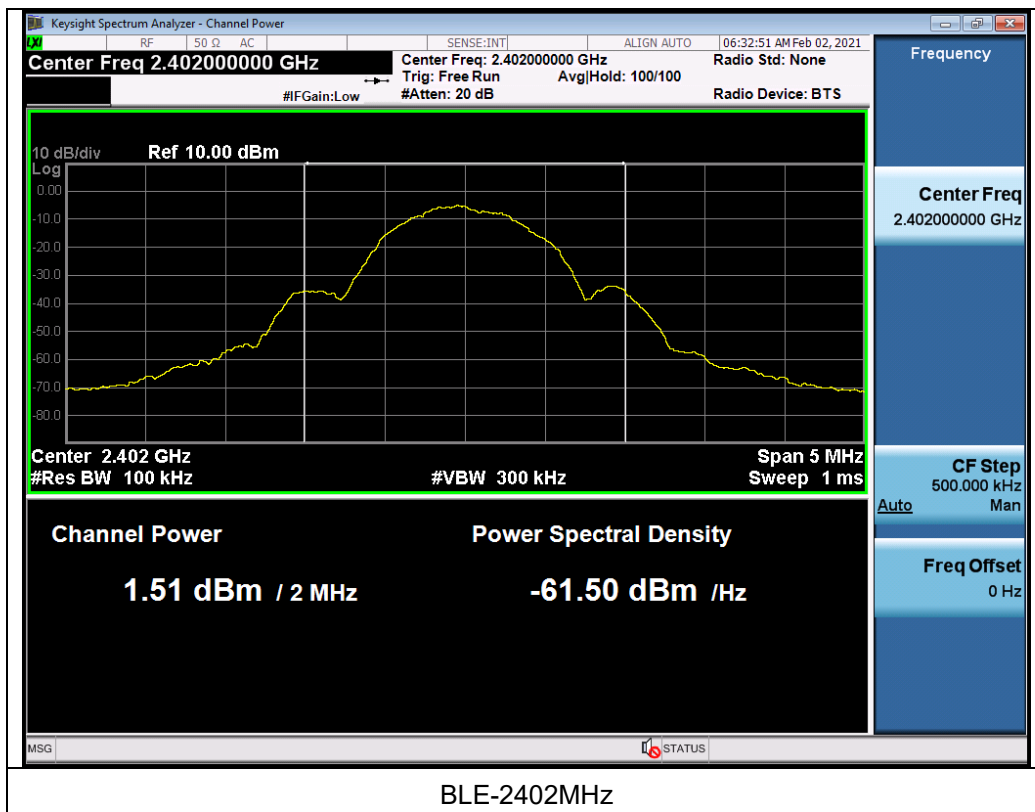 Keysight Spectrum Analyzer - Channel Power
LXI RF 50 Ω AC SENSE:INT ALIGN AUTO 06:32:51 AM Feb 02, 2021
Center Freq 2.402000000 GHz
Center Freq: 2.402000000 GHz
Radio Std: None
Trig: Free Run Avg|Hold: 100/100
#IFGain:Low
#Atten: 20 dB
Radio Device: BTS
10 dB/div Ref 10.00 dBm
Log
0.00
-10.0
-20.0
-30.0
-40.0
-50.0
-60.0
-70.0
-80.0
Center 2.402 GHz Span 5 MHz
#Res BW 100 kHz #VBW 300 kHz Sweep 1 ms
Channel Power Power Spectral Density
1.51 dBm / 2 MHz -61.50 dBm /Hz
Frequency
Center Freq
2.402000000 GHz
CF Step
500.000 kHz
Auto Man
Freq Offset
0 Hz
MSG STATUS
BLE-2402MHz